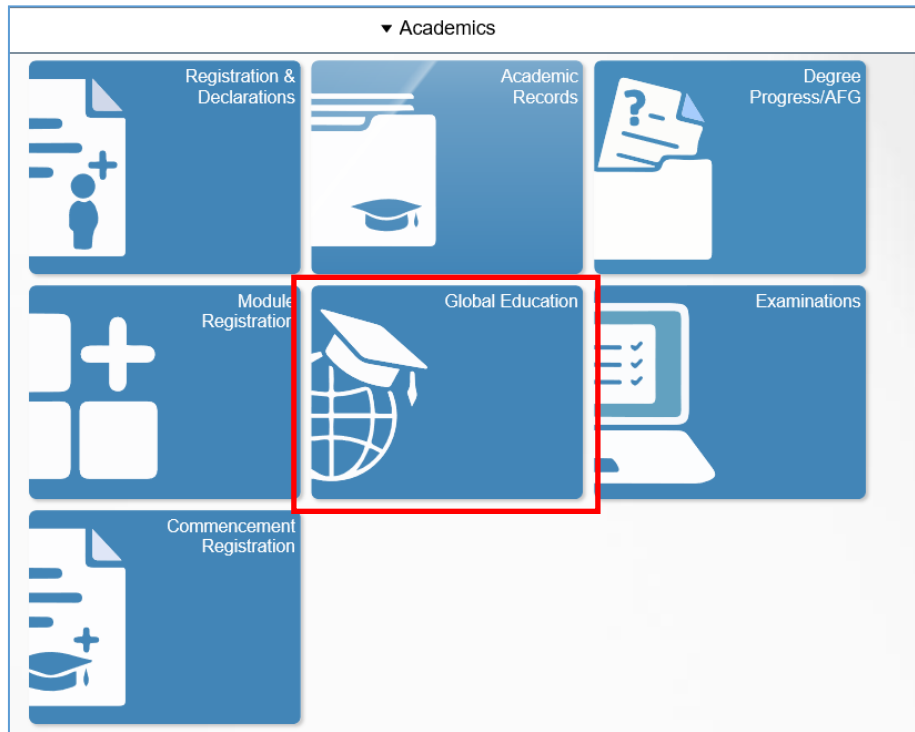 ▾ Academics
Registration &
Declarations
Academic
Records
Degree
Progress/AFG
Module
Registration
Global Education
Examinations
Commencement
Registration